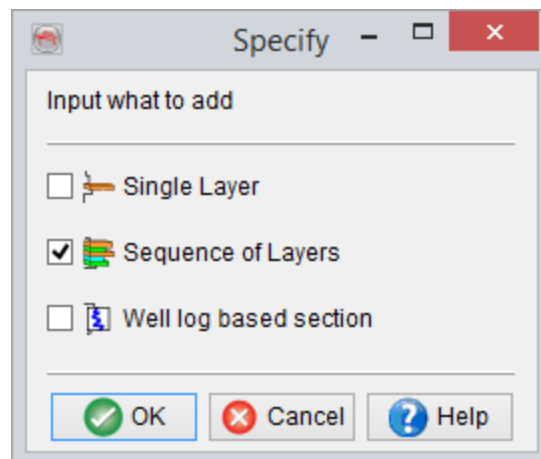 Specify
Input what to add
Single Layer
Sequence of Layers
Well log based section
OK Cancel Help